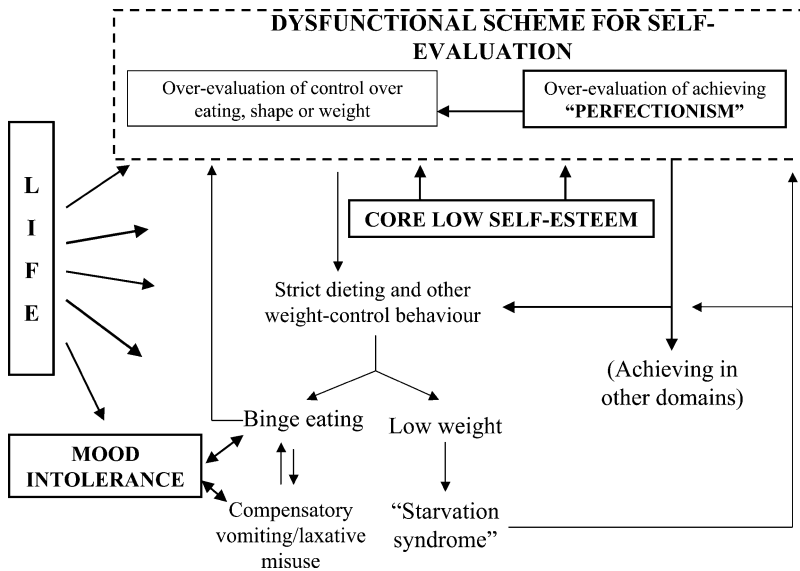 DYSFUNCTIONAL SCHEME FOR SELF-
EVALUATION
Over-evaluation of control over
eating, shape or weight
Over-evaluation of achieving
“PERFECTIONISM”
L
I
F
E
CORE LOW SELF-ESTEEM
Strict dieting and other
weight-control behaviour
(Achieving in
other domains)
Binge eating
Low weight
MOOD
INTOLERANCE
Compensatory
vomiting/laxative
misuse
“Starvation
syndrome”